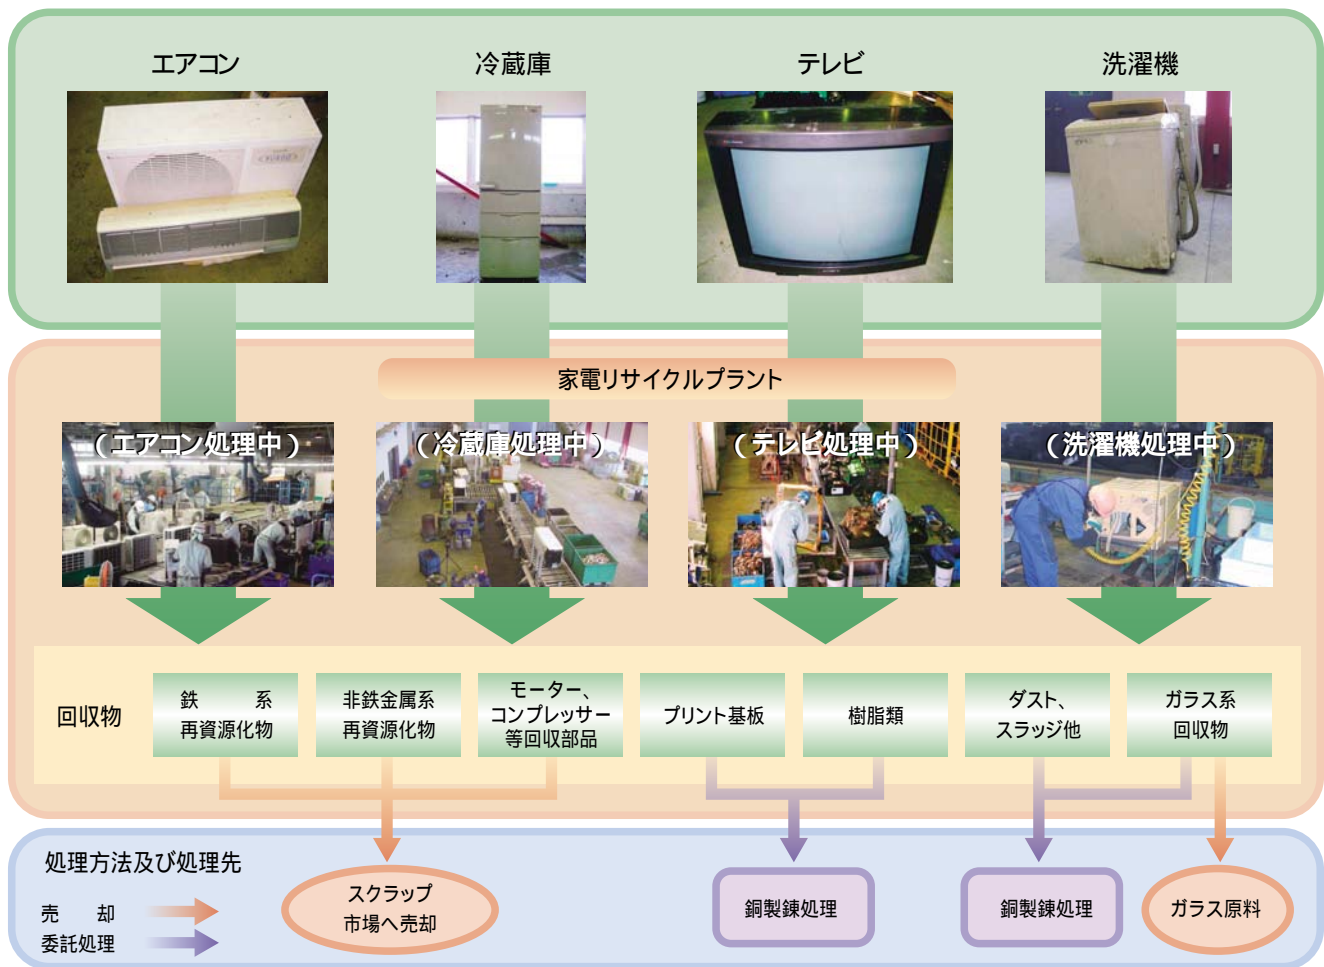 エアコン
冷蔵庫
テレビ
洗濯機
家電リサイクルプラント
（エアコン処理中）
（冷蔵庫処理中）
（テレビ処理中）
（洗濯機処理中）
回収物
鉄　　系
再資源化物
非鉄金属系
再資源化物
モーター、
コンプレッサー
等回収部品
プリント基板
樹脂類
ダスト、
スラッジ他
ガラス系
回収物
処理方法及び処理先
売　　却
委託処理
スクラップ
市場へ売却
銅製錬処理
銅製錬処理
ガラス原料